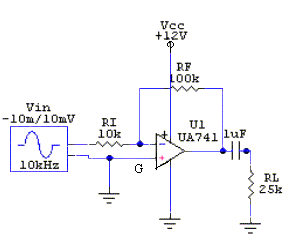 Vcc
+12V
RF
100k
Vin
-10m/10mV
RI
10k
U1
UA741
1uF
+
-
+
10kHz
G
RL
25k